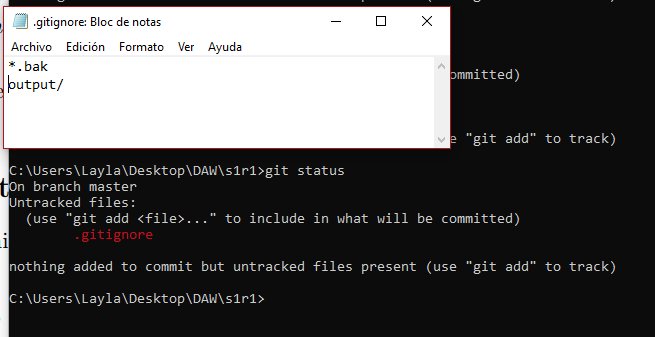 .gitignore: Bloc de notas
Archivo Edición Formato Ver Ayuda
*.bak
output/
ommitted)
e "git add" to track)
C:\Users\Layla\Desktop\DAW\s1r1>git status
On branch master
Untracked files:
(use "git add <file>..." to include in what will be committed)
.gitignore
nothing added to commit but untracked files present (use "git add" to track)
C:\Users\Layla\Desktop\DAW\s1r1>